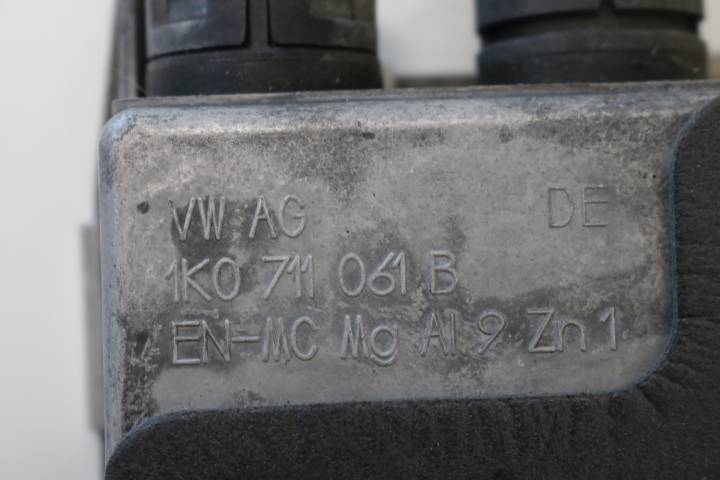 VW AG DE
1K0 711 061 B
EN-MC Mg Al 9 Zn 1